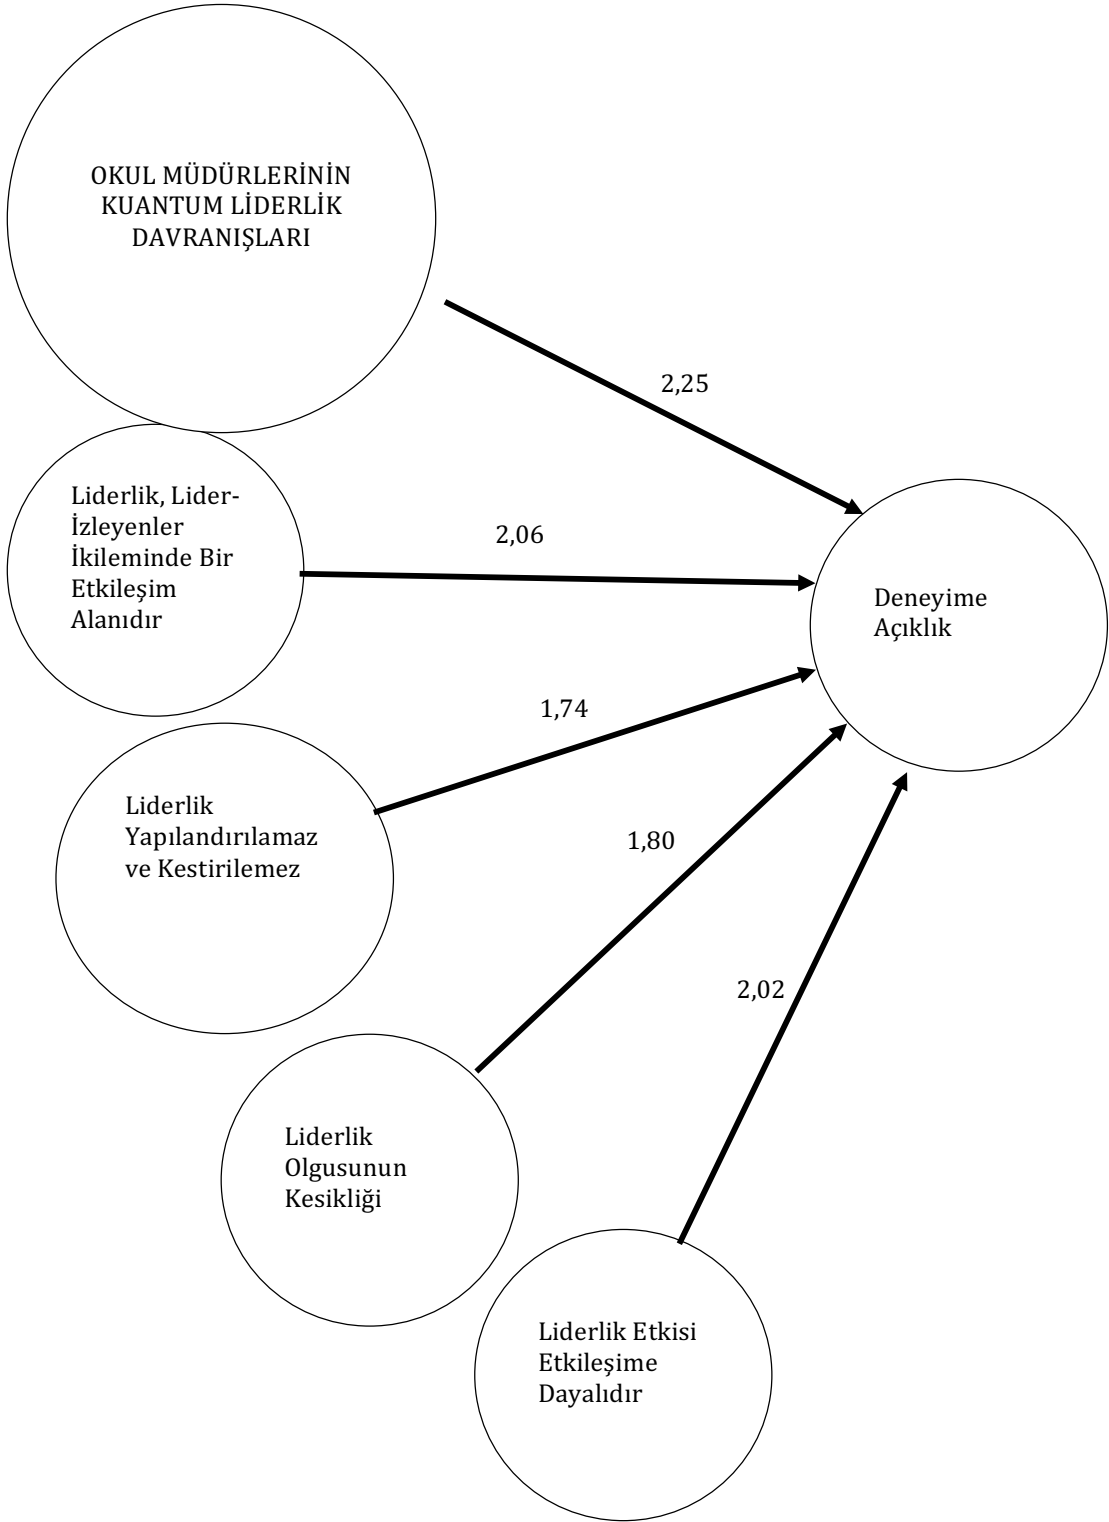 OKUL MÜDÜRLERİNİN
KUANTUM LİDERLİK
DAVRANIŞLARI
2,25
Liderlik, Lider-
İzleyenler
İkileminde Bir
Etkileşim
Alanıdır
2,06
Deneyime
Açıklık
1,74
Liderlik
Yapılandırılamaz
ve Kestirilemez
1,80
2,02
Liderlik
Olgusunun
Kesikliği
Liderlik Etkisi
Etkileşime
Dayalıdır